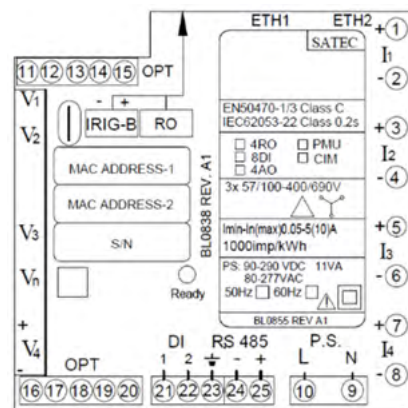 ETH1 ETH2
SATEC
+ 1
I1
- 2
11 12 13 14 15 OPT
V1
- +
IRIG-B RO
V2
EN50470-1/3 Class C
IEC62053-22 Class 0.2s
+ 3
I2
- 4
4RO PMU
8DI CIM
4AO
MAC ADDRESS-1
MAC ADDRESS-2
S/N
BL0838 REV. A1
3x 57/100-400/690V
V3
Imin-in(max)0.05-5(10)A
1000imp/kWh
+ 5
I3
- 6
Vn
Ready
PS: 90-290 VDC 11VA
80-277VAC
50Hz 60Hz
BL0855 REV A1
+
V4
-
+ 7
I4
- 8
OPT
DI RS 485 P.S.
1 2 - + L N
16 17 18 19 20 21 22 23 24 25 10 9